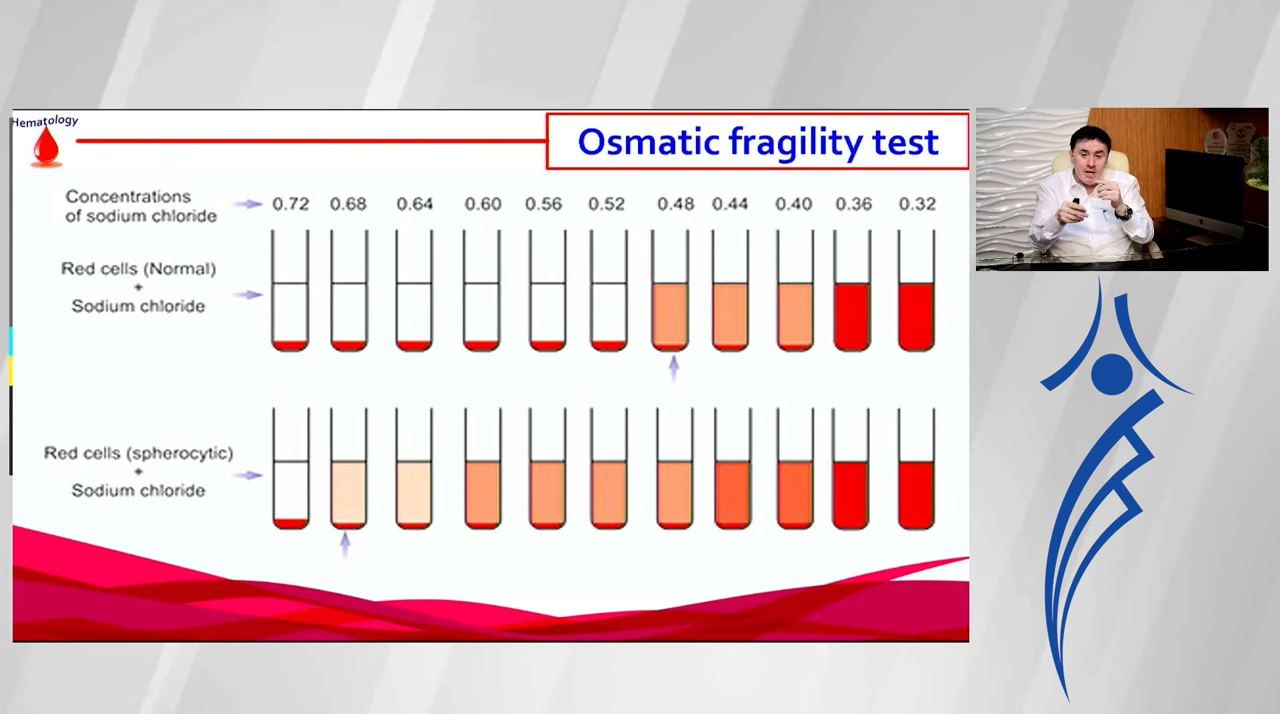 Hematology
Osmatic fragility test
Concentrations
of sodium chloride
0.72 0.68 0.64 0.60 0.56 0.52 0.48 0.44 0.40 0.36 0.32
Red cells (Normal)
+
Sodium chloride
Red cells (spherocytic)
+
Sodium chloride